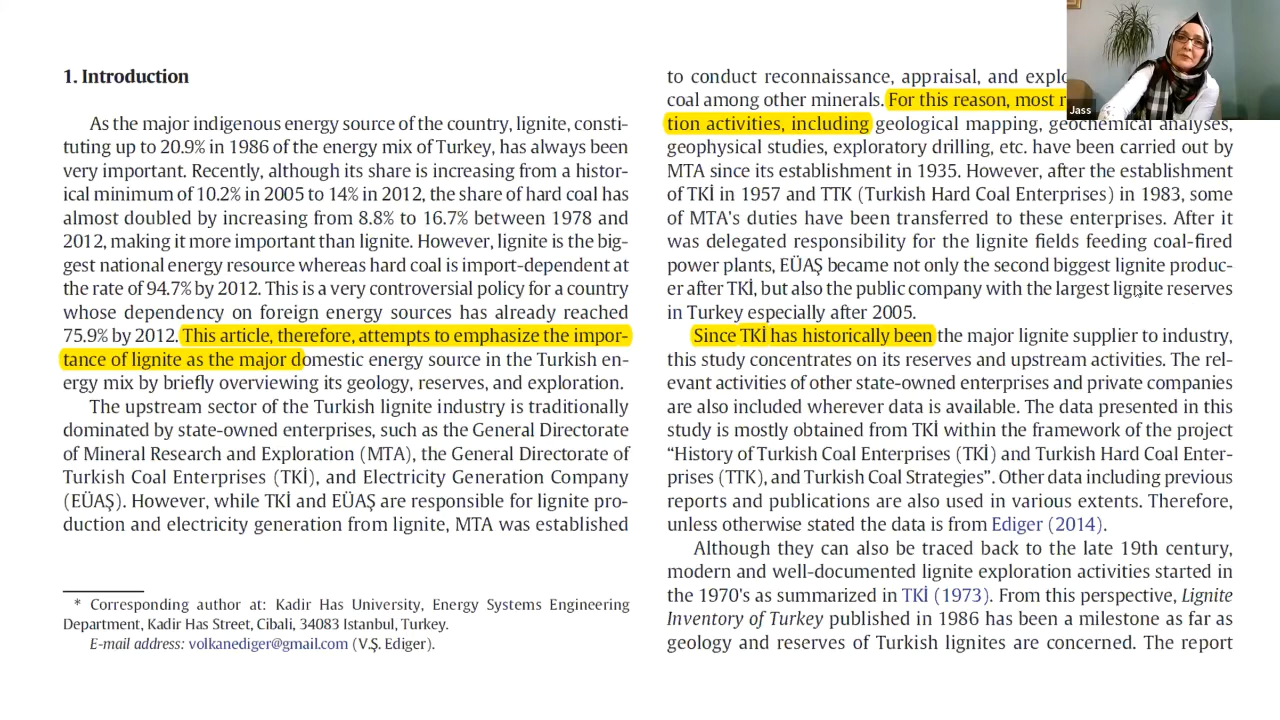 1. Introduction
As the major indigenous energy source of the country, lignite, consti-
tuting up to 20.9% in 1986 of the energy mix of Turkey, has always been
very important. Recently, although its share is increasing from a histor-
ical minimum of 10.2% in 2005 to 14% in 2012, the share of hard coal has
almost doubled by increasing from 8.8% to 16.7% between 1978 and
2012, making it more important than lignite. However, lignite is the big-
gest national energy resource whereas hard coal is import-dependent at
the rate of 94.7% by 2012. This is a very controversial policy for a country
whose dependency on foreign energy sources has already reached
75.9% by 2012. This article, therefore, attempts to emphasize the impor-
tance of lignite as the major domestic energy source in the Turkish en-
ergy mix by briefly overviewing its geology, reserves, and exploration.
The upstream sector of the Turkish lignite industry is traditionally
dominated by state-owned enterprises, such as the General Directorate
of Mineral Research and Exploration (MTA), the General Directorate of
Turkish Coal Enterprises (TKİ), and Electricity Generation Company
(EÜAŞ). However, while TKİ and EÜAŞ are responsible for lignite pro-
duction and electricity generation from lignite, MTA was established
* Corresponding author at: Kadir Has University, Energy Systems Engineering
Department, Kadir Has Street, Cibali, 34083 Istanbul, Turkey.
E-mail address: volkanediger@gmail.com (V.Ş. Ediger).
to conduct reconnaissance, appraisal, and
coal among other minerals. For this reason, most
tion activities, including geological mapping, geochemical analyses,
geophysical studies, exploratory drilling, etc. have been carried out by
MTA since its establishment in 1935. However, after the establishment
of TKİ in 1957 and TTK (Turkish Hard Coal Enterprises) in 1983, some
of MTA's duties have been transferred to these enterprises. After it
was delegated responsibility for the lignite fields feeding coal-fired
power plants, EÜAŞ became not only the second biggest lignite produc-
er after TKİ, but also the public company with the largest lignite reserves
in Turkey especially after 2005.
Since TKİ has historically been the major lignite supplier to industry,
this study concentrates on its reserves and upstream activities. The rel-
evant activities of other state-owned enterprises and private companies
are also included wherever data is available. The data presented in this
study is mostly obtained from TKİ within the framework of the project
“History of Turkish Coal Enterprises (TKİ) and Turkish Hard Coal Enter-
prises (TTK), and Turkish Coal Strategies”. Other data including previous
reports and publications are also used in various extents. Therefore,
unless otherwise stated the data is from Ediger (2014).
Although they can also be traced back to the late 19th century,
modern and well-documented lignite exploration activities started in
the 1970's as summarized in TKİ (1973). From this perspective, Lignite
Inventory of Turkey published in 1986 has been a milestone as far as
geology and reserves of Turkish lignites are concerned. The report
Jass